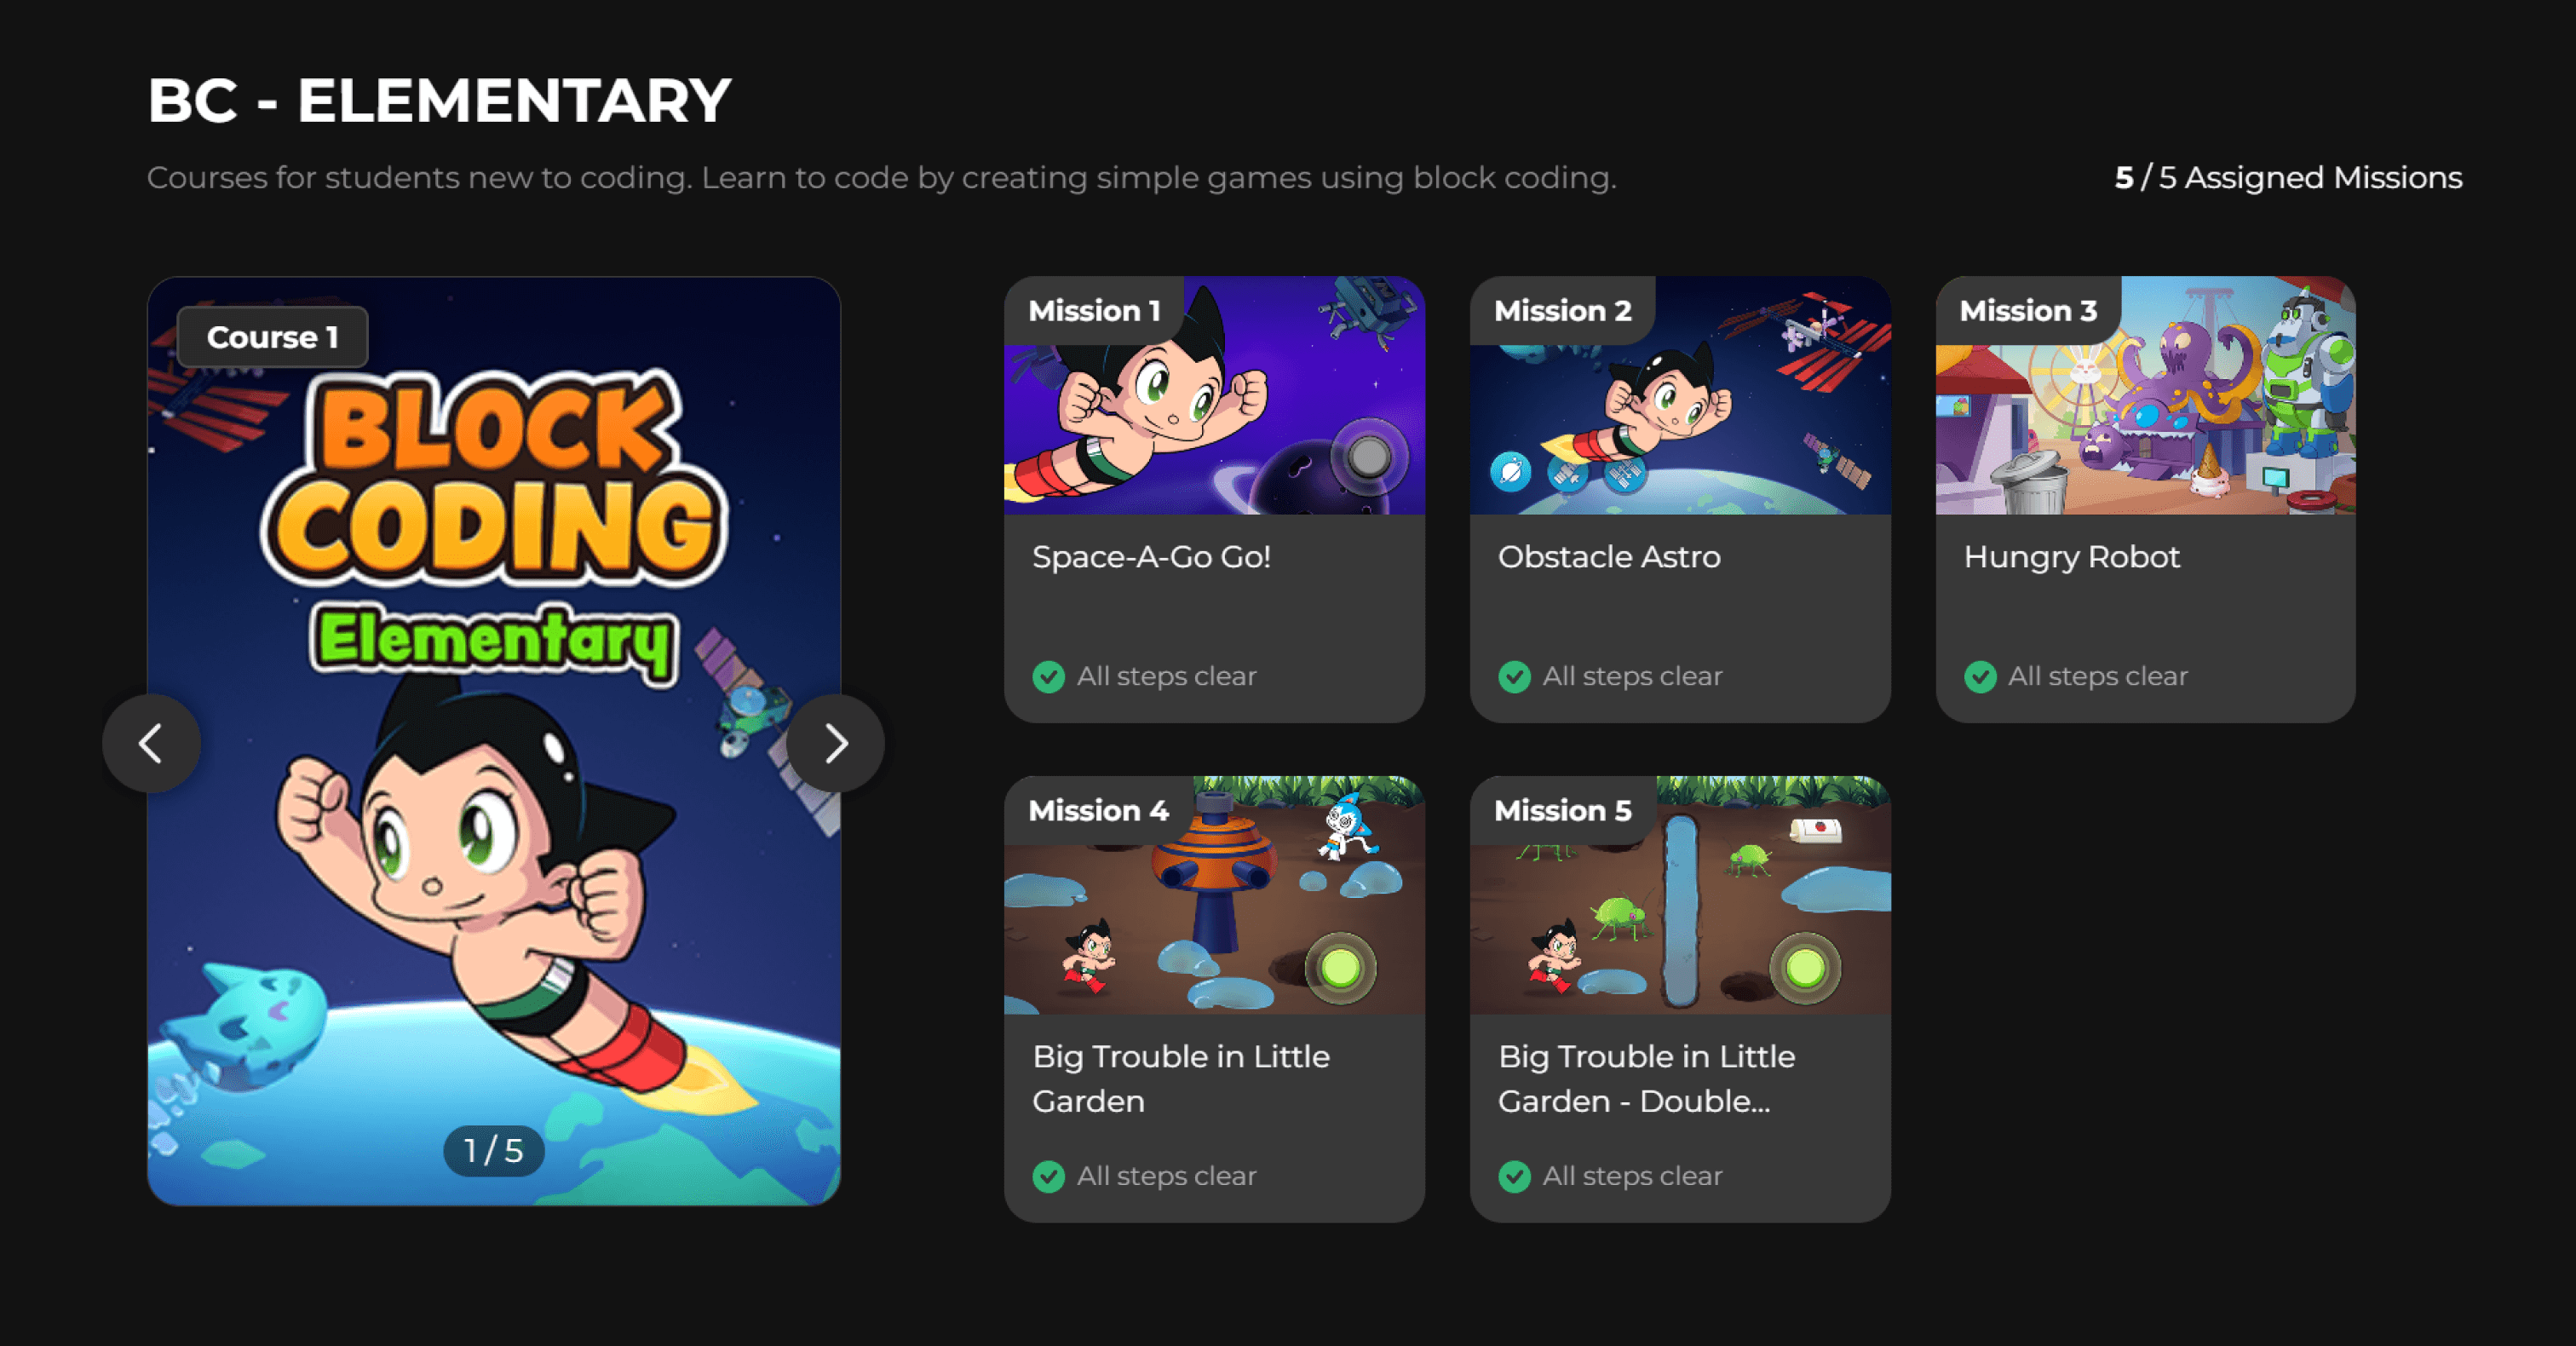 BC - ELEMENTARY
Courses for students new to coding. Learn to code by creating simple games using block coding.
5 / 5 Assigned Missions
Course 1
BLOCK
CODING
Elementary
1 / 5
Mission 1
Space-A-Go Go!
All steps clear
Mission 2
Obstacle Astro
All steps clear
Mission 3
Hungry Robot
All steps clear
Mission 4
Big Trouble in Little
Garden
All steps clear
Mission 5
Big Trouble in Little
Garden - Double...
All steps clear